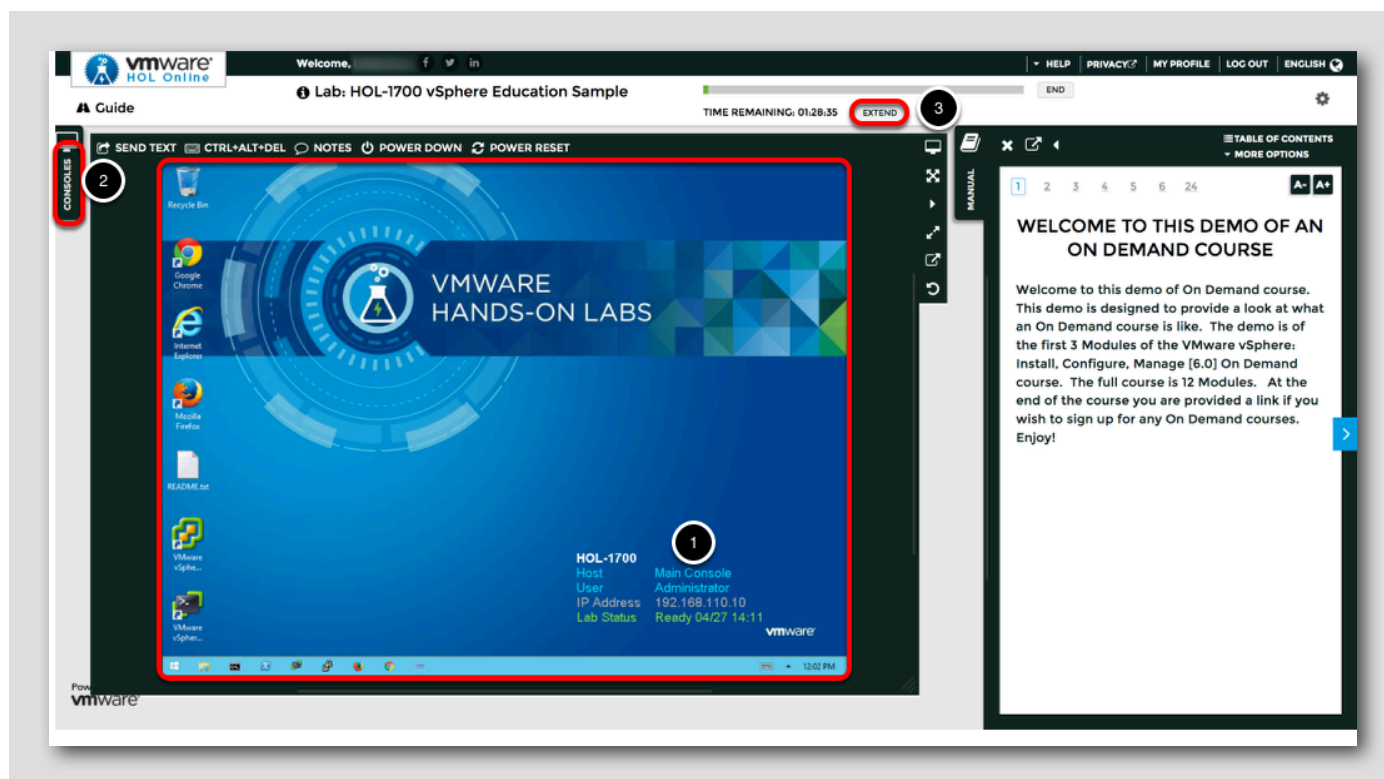 vmware
HOL Online
Welcome,
HELP
PRIVACY
MY PROFILE
LOG OUT
ENGLISH
Guide
Lab: HOL-1700 vSphere Education Sample
TIME REMAINING: 01:28:35
EXTEND
3
END
CONSOLES
2
SEND TEXT
CTRL+ALT+DEL
NOTES
POWER DOWN
POWER RESET
Recycle Bin
Google
Chrome
Internet
Explorer
Mozilla
Firefox
README.txt
VMware
vSphe...
VMware
vSpher...
VMWARE
HANDS-ON LABS
1
HOL-1700
Host Main Console
User Administrator
IP Address 192.168.110.10
Lab Status Ready 04/27 14:11
vmware
12:02 PM
Pow
vmware
MANUAL
TABLE OF CONTENTS
MORE OPTIONS
1 2 3 4 5 6 24
A- A+
WELCOME TO THIS DEMO OF AN
ON DEMAND COURSE
Welcome to this demo of On Demand course.
This demo is designed to provide a look at what
an On Demand course is like. The demo is of
the first 3 Modules of the VMware vSphere:
Install, Configure, Manage [6.0] On Demand
course. The full course is 12 Modules. At the
end of the course you are provided a link if you
wish to sign up for any On Demand courses.
Enjoy!